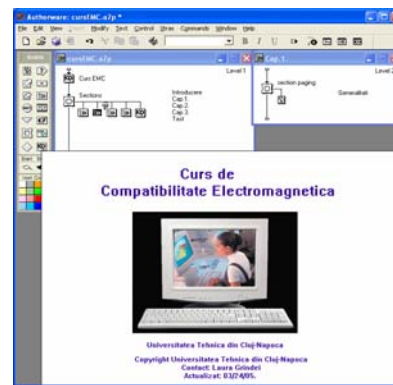 Authorware: cursEMC.a7p *
File Edit View Insert Modify Text Control Xtras Commands Window Help
cursEMC.a7p
Level 1
Curs EMC
Sections
Introducere
Cap.1
Cap.2
Cap.3
Test
Cap.1
Level 2
section paging
Generalitati
Curs de
Compatibilitate Electromagnetica
Universitatea Tehnica din Cluj-Napoca
Copyright Universitatea Tehnica din Cluj-Napoca
Contact: Laura Grindei
Actualizat: 03/24/05.